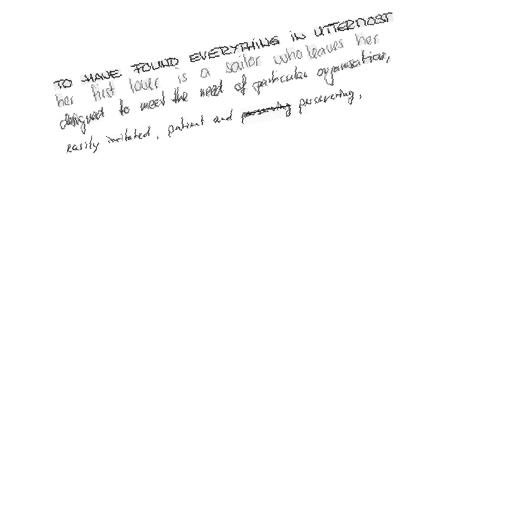 TO HAVE FOUND EVERYTHING IN UTTERMOST
her first lover is a sailor who leaves her
designed to meet the need of particular organisation,
easily irritated, patient and persevering,